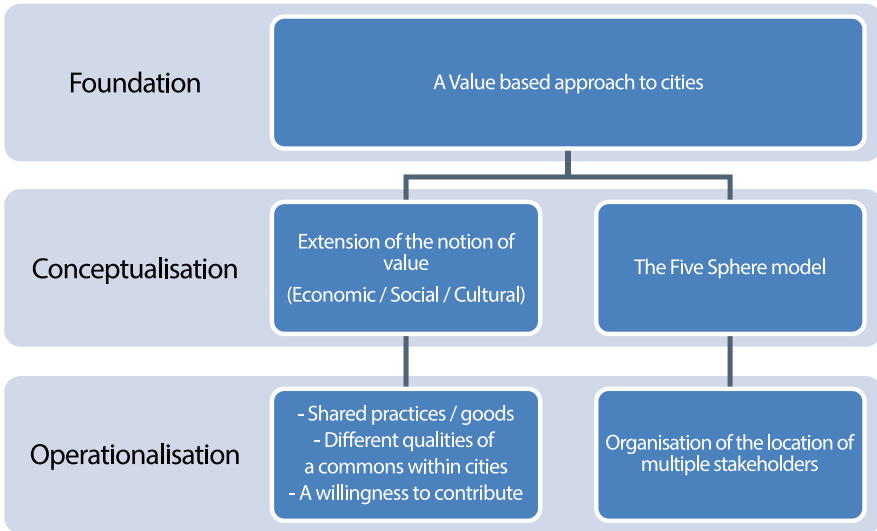 Foundation
A Value based approach to cities
Conceptualisation
Extension of the notion of
value
(Economic / Social / Cultural)
The Five Sphere model
Operationalisation
- Shared practices / goods
- Different qualities of
a commons within cities
- A willingness to contribute
Organisation of the location of
multiple stakeholders